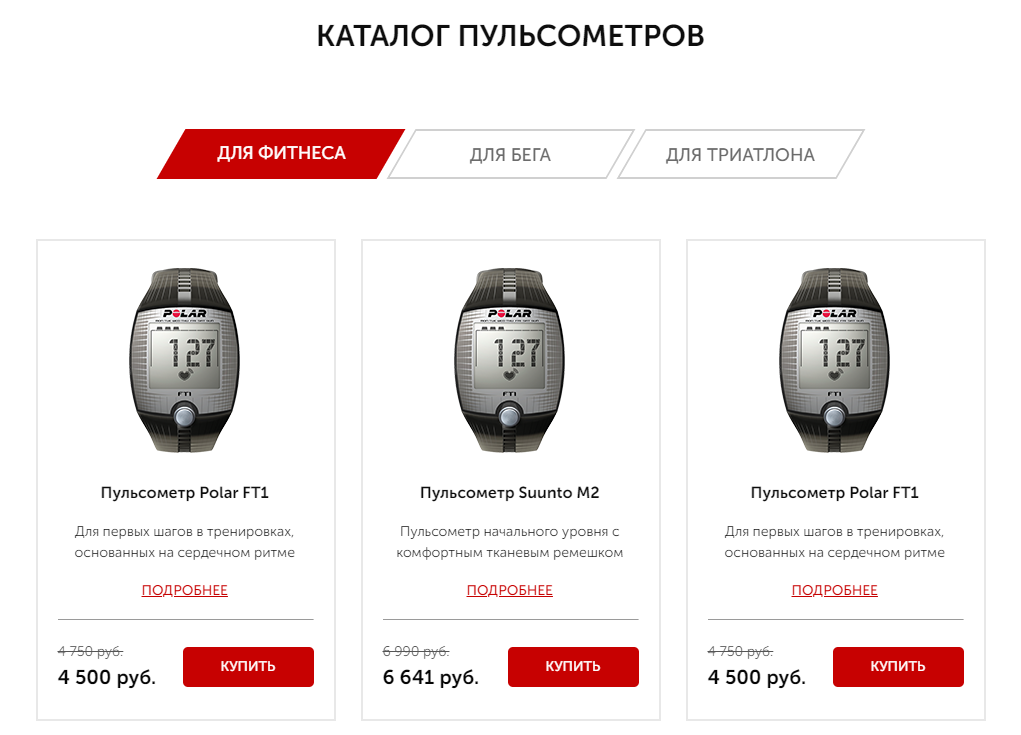 КАТАЛОГ ПУЛЬСОМЕТРОВ
ДЛЯ ФИТНЕСА
ДЛЯ БЕГА
ДЛЯ ТРИАТЛОНА
POLAR
127
FT1
POLAR
127
FT1
POLAR
127
FT1
Пульсометр Polar FT1
Для первых шагов в тренировках,
основанных на сердечном ритме
ПОДРОБНЕЕ
4 750 руб.
4 500 руб.
КУПИТЬ
Пульсометр Suunto M2
Пульсометр начального уровня с
комфортным тканевым ремешком
ПОДРОБНЕЕ
6 990 руб.
6 641 руб.
КУПИТЬ
Пульсометр Polar FT1
Для первых шагов в тренировках,
основанных на сердечном ритме
ПОДРОБНЕЕ
4 750 руб.
4 500 руб.
КУПИТЬ